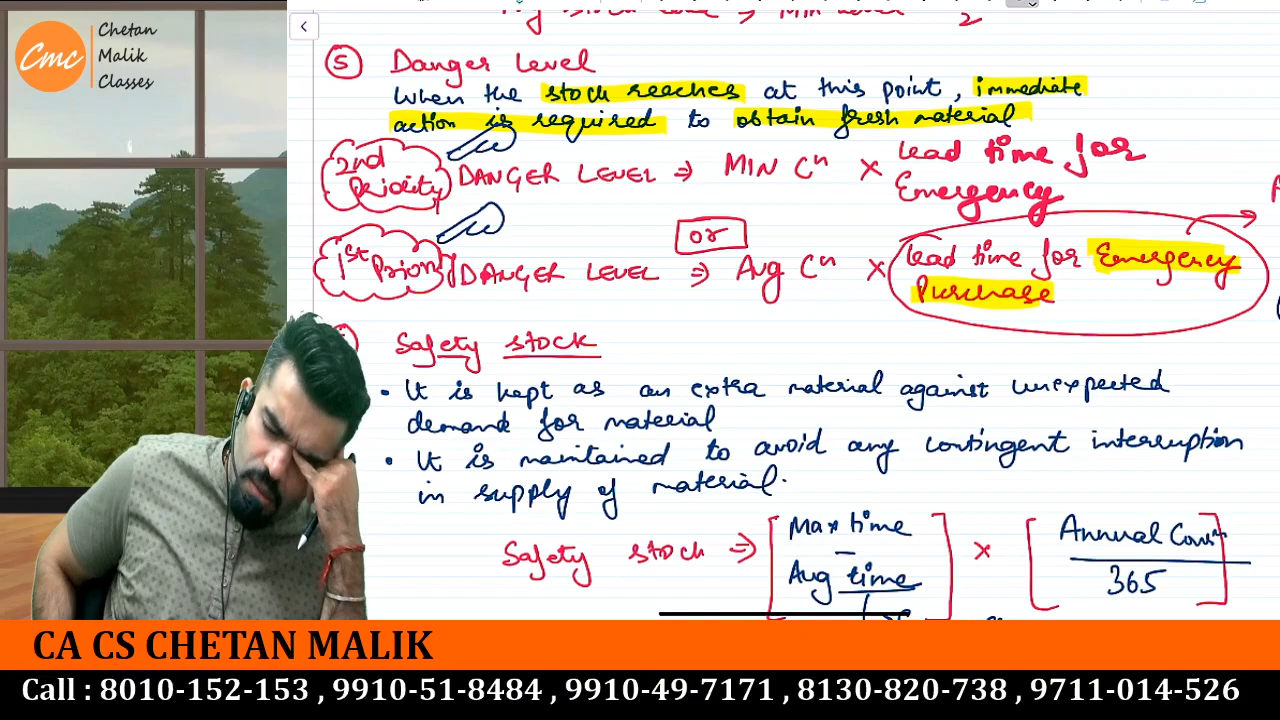 Cmc
Chetan
Malik
Classes
5 Danger Level
When the stock reaches at this point, immediate
action is required to obtain fresh material
2nd Priority DANGER LEVEL ⇒ MIN Cⁿ × Lead time for Emergency
or
1st Priority DANGER LEVEL ⇒ Avg Cⁿ × Lead time for Emergency Purchase
Safety stock
• It is kept as an extra material against unexpected
demand for material
• It is maintained to avoid any contingent interruption
in supply of material.
Safety stock ⇒ [Max time – Avg time] × [Annual Consⁿ / 365]
CA CS CHETAN MALIK
Call : 8010-152-153 , 9910-51-8484 , 9910-49-7171 , 8130-820-738 , 9711-014-526